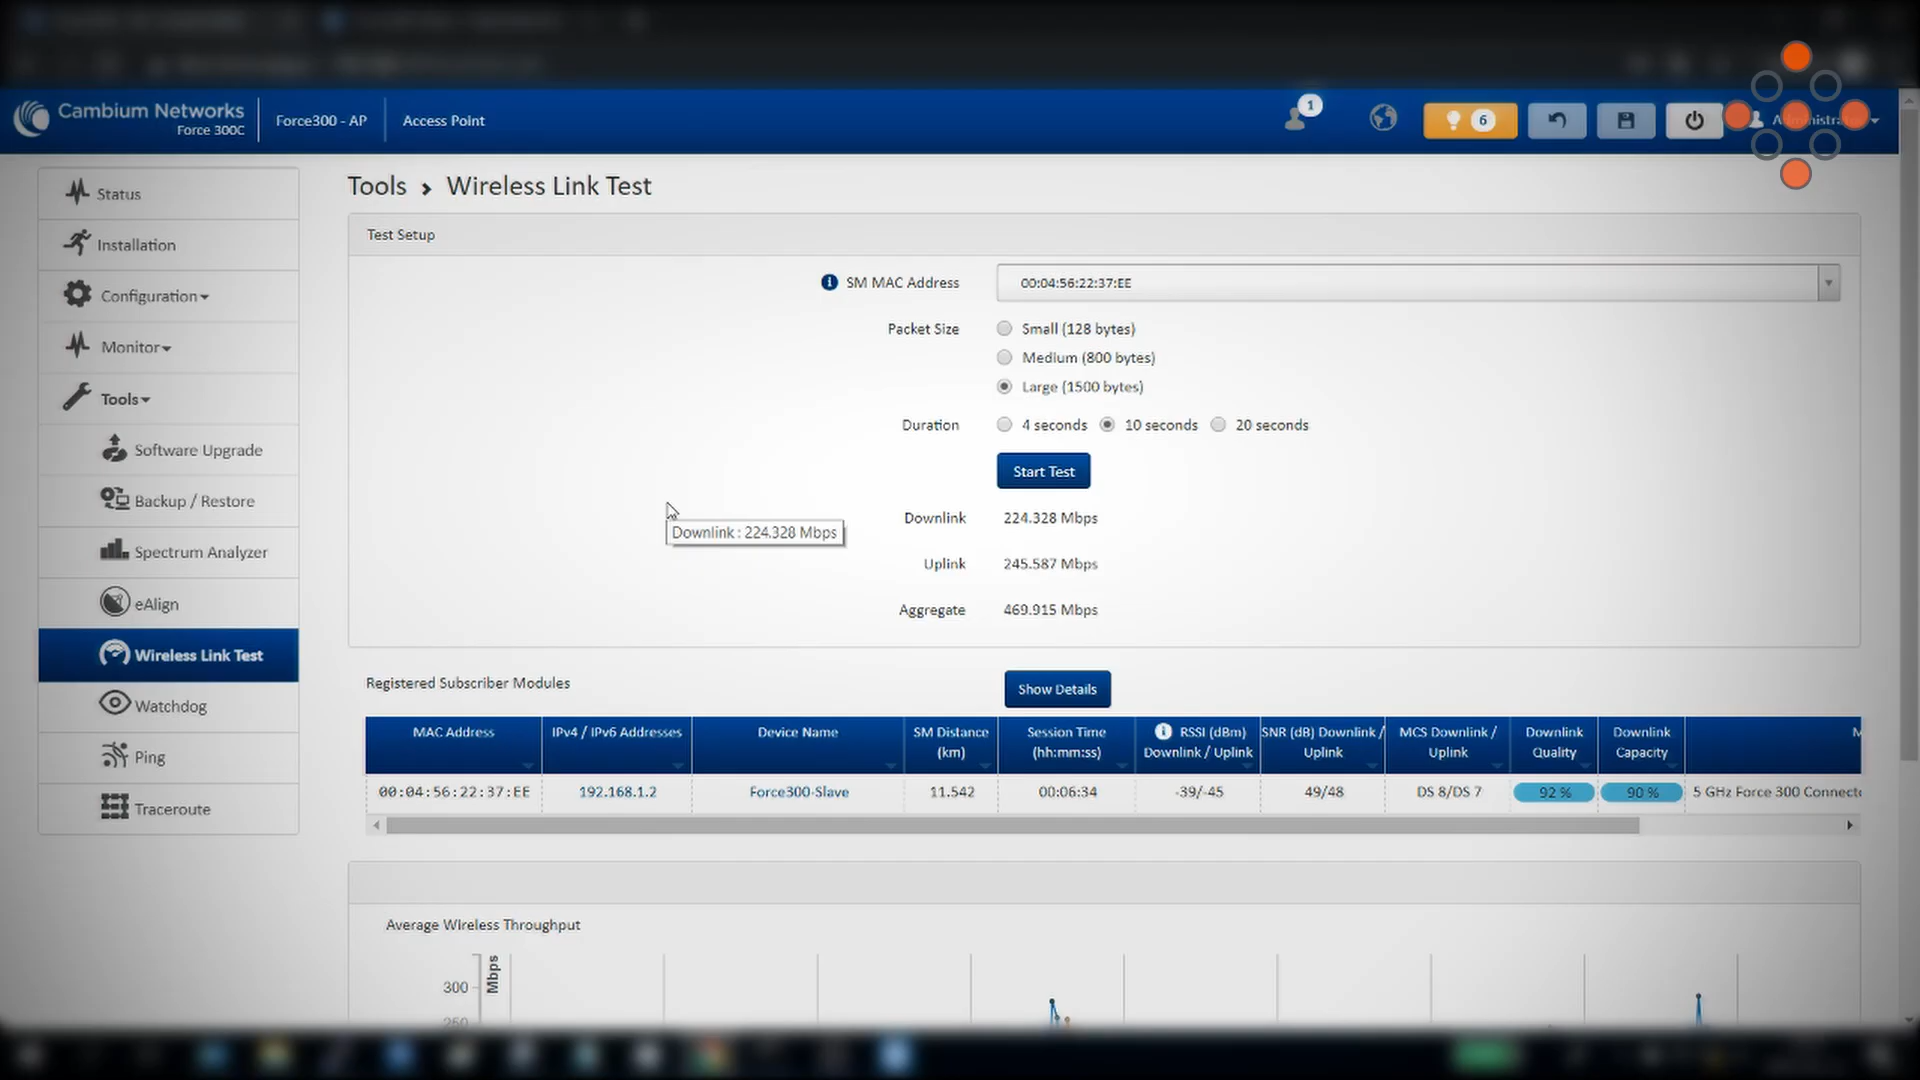 Cambium Networks
Force 300C
Force300 - AP
Access Point
1
6
Status
Installation
Configuration
Monitor
Tools
Software Upgrade
Backup / Restore
Spectrum Analyzer
eAlign
Wireless Link Test
Watchdog
Ping
Traceroute
Tools › Wireless Link Test
Test Setup
SM MAC Address
00:04:56:22:37:EE
Packet Size
Small (128 bytes)
Medium (800 bytes)
Large (1500 bytes)
Duration
4 seconds
10 seconds
20 seconds
Start Test
Downlink 224.328 Mbps
Downlink : 224.328 Mbps
Uplink 245.587 Mbps
Aggregate 469.915 Mbps
Registered Subscriber Modules
Show Details
MAC Address
IPv4 / IPv6 Addresses
Device Name
SM Distance
(km)
Session Time
(hh:mm:ss)
RSSI (dBm)
Downlink / Uplink
SNR (dB) Downlink /
Uplink
MCS Downlink /
Uplink
Downlink
Quality
Downlink
Capacity
00:04:56:22:37:EE 192.168.1.2 Force300-Slave 11.542 00:06:34 -39/-45 49/48 DS 8/DS 7 92 % 90 % 5 GHz Force 300 Connect
Average Wireless Throughput
Mbps
300
250